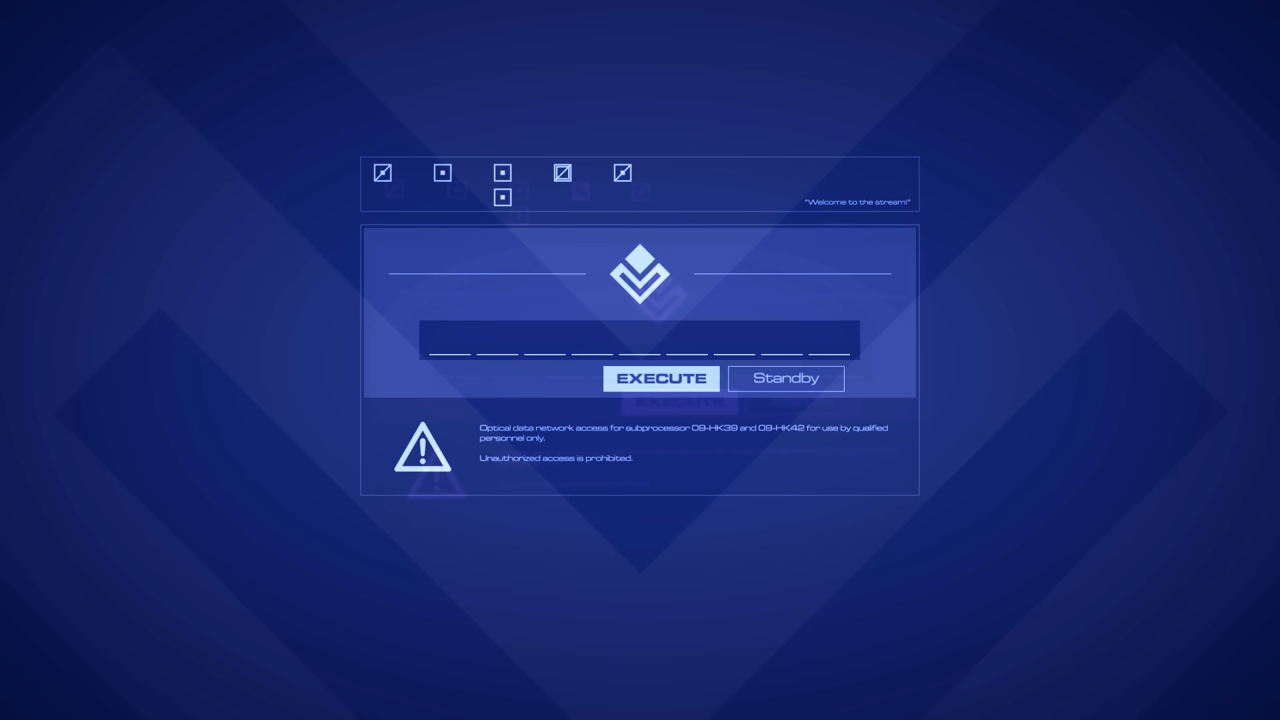 "Welcome to the stream!"
EXECUTE
Standby
Optical data network access for subprocessor 09-HK39 and 09-HK42 for use by qualified
personnel only.
Unauthorized access is prohibited.